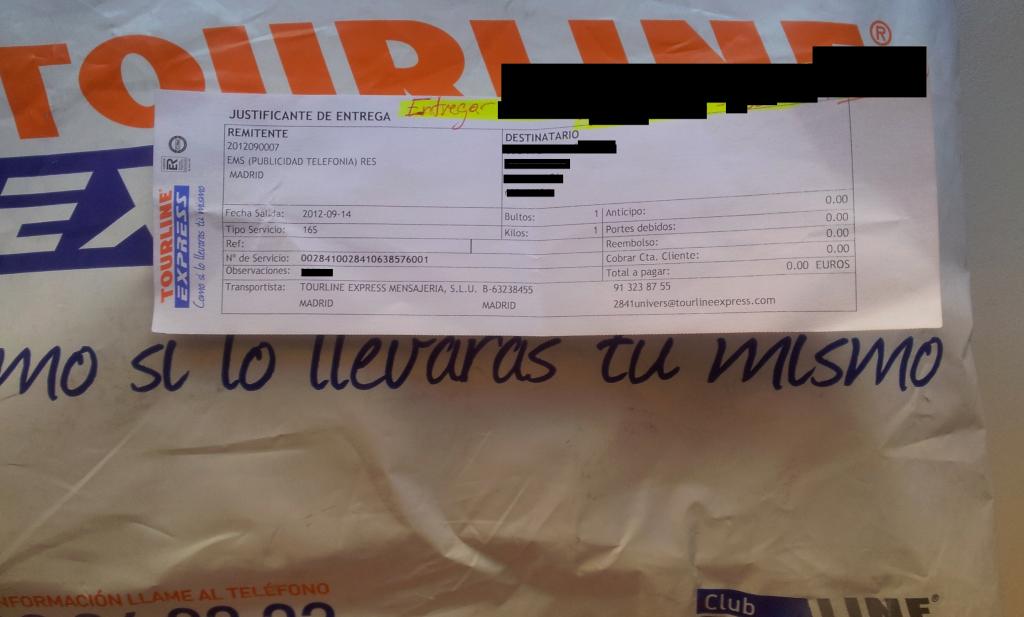 TOURLINE®
EX
JUSTIFICANTE DE ENTREGA Entregar
REMITENTE
2012090007
EMS (PUBLICIDAD TELEFONIA) RES
MADRID
DESTINATARIO
Fecha Salida: 2012-09-14
Tipo Servicio: 16S
Ref:
Nº de Servicio: 0028410028410638576001
Observaciones:
Bultos: 1
Kilos: 1
Anticipo: 0.00
Portes debidos: 0.00
Reembolso: 0.00
Cobrar Cta. Cliente: 0.00
Total a pagar: 0.00 EUROS
Transportista: TOURLINE EXPRESS MENSAJERIA, S.L.U. B-63238455 91 323 87 55
MADRID MADRID 2841univers@tourlineexpress.com
TOURLINE®
EXPRESS
Como si lo llevaras tú mismo
ER
mo si lo llevaras tú mismo
NFORMACIÓN LLAME AL TELÉFONO
Club
LINE®